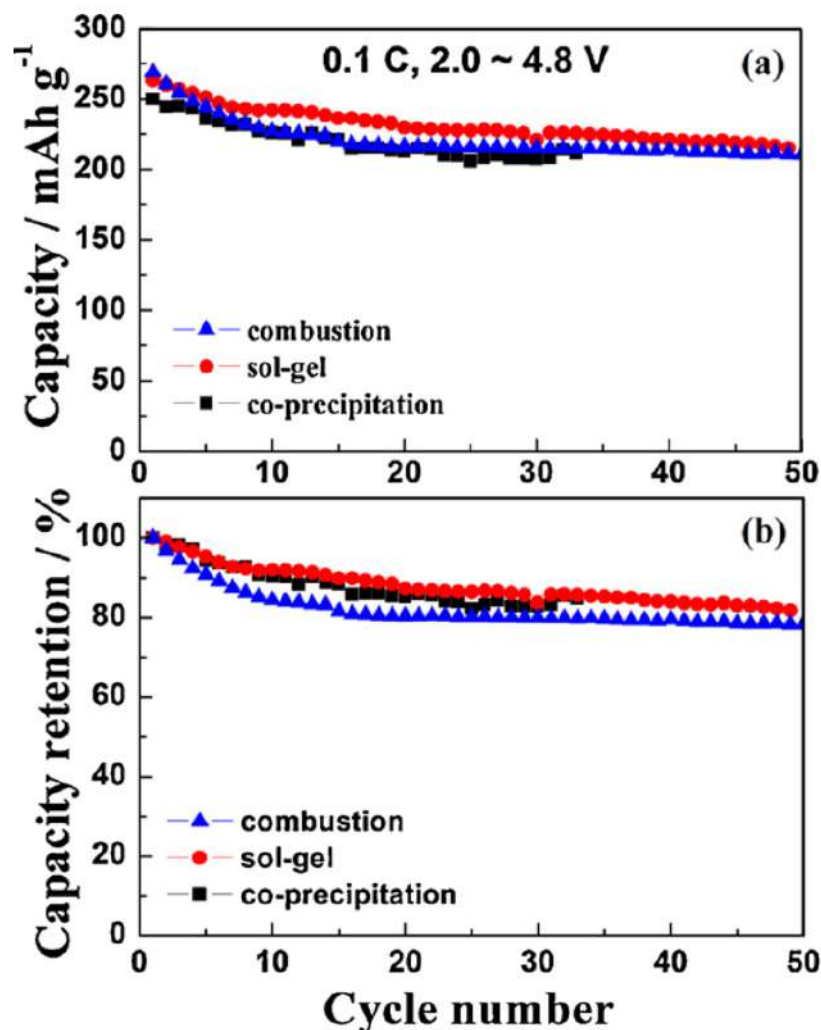 0.1 C, 2.0 ~ 4.8 V
(a)
Capacity / mAh g⁻¹
300
250
200
150
100
50
0
combustion
sol-gel
co-precipitation
0 10 20 30 40 50
(b)
Capacity retention / %
100
80
60
40
20
0
combustion
sol-gel
co-precipitation
0 10 20 30 40 50
Cycle number